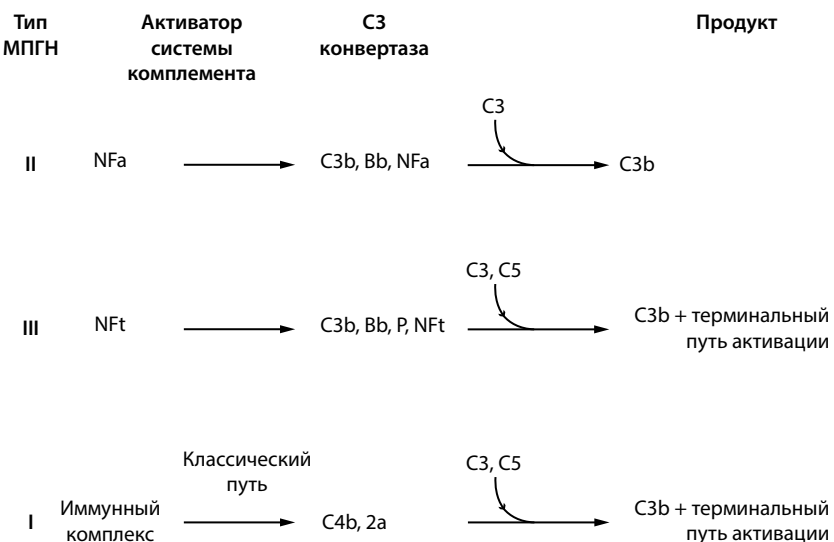 Тип
МПГН
Активатор
системы
комплемента
С3
конвертаза
Продукт
II
NFa
C3b, Bb, NFa
C3
C3b
III
NFt
C3b, Bb, P, NFt
C3, C5
C3b + терминальный
путь активации
I
Иммунный
комплекс
Классический
путь
C4b, 2a
C3, C5
C3b + терминальный
путь активации